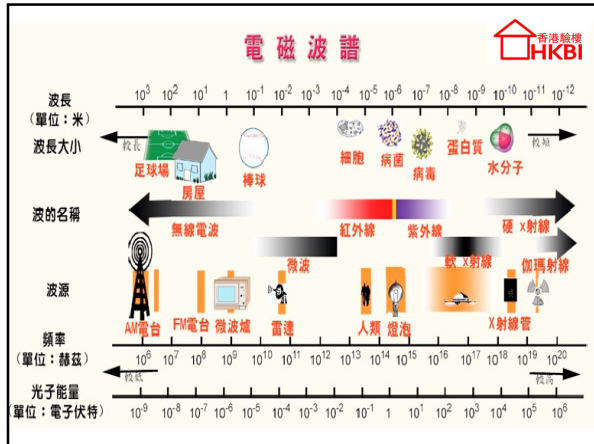 香港驗樓
HKBI
電磁波譜
波長
(單位：米)
10³ 10² 10¹ 1 10⁻¹ 10⁻² 10⁻³ 10⁻⁴ 10⁻⁵ 10⁻⁶ 10⁻⁷ 10⁻⁸ 10⁻⁹ 10⁻¹⁰ 10⁻¹¹ 10⁻¹²
波長大小
較長
較短
足球場
房屋
棒球
細胞
病菌
病毒
蛋白質
水分子
波的名稱
無線電波
紅外線
紫外線
硬 x射線
微波
軟 x射線
伽瑪射線
波源
AM電台
FM電台
微波爐
雷達
人類
燈泡
X射線管
頻率
(單位：赫茲)
10⁶ 10⁷ 10⁸ 10⁹ 10¹⁰ 10¹¹ 10¹² 10¹³ 10¹⁴ 10¹⁵ 10¹⁶ 10¹⁷ 10¹⁸ 10¹⁹ 10²⁰
較低
較高
光子能量
(單位：電子伏特)
10⁻⁹ 10⁻⁸ 10⁻⁷ 10⁻⁶ 10⁻⁵ 10⁻⁴ 10⁻³ 10⁻² 10⁻¹ 1 10¹ 10² 10³ 10⁴ 10⁵ 10⁶